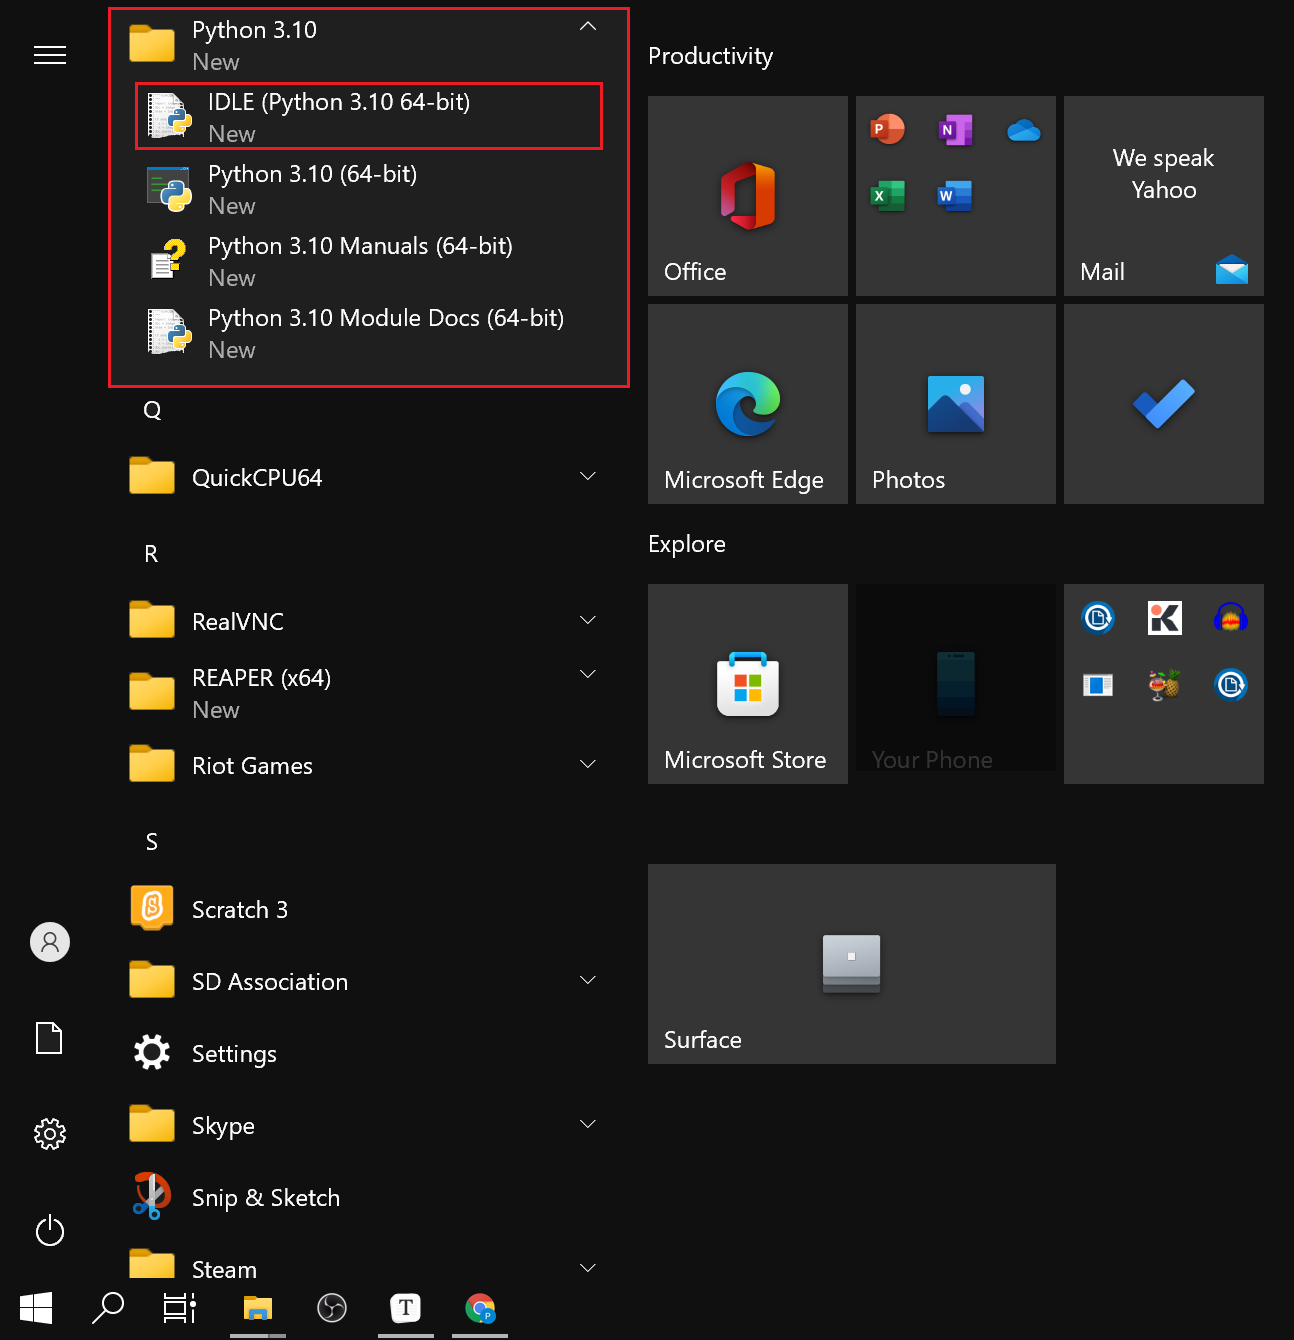 Python 3.10
New
IDLE (Python 3.10 64-bit)
New
Python 3.10 (64-bit)
New
Python 3.10 Manuals (64-bit)
New
Python 3.10 Module Docs (64-bit)
New
Q
QuickCPU64
R
RealVNC
REAPER (x64)
New
Riot Games
S
Scratch 3
SD Association
Settings
Skype
Snip & Sketch
Steam
Productivity
Office
We speak
Yahoo
Mail
Microsoft Edge
Photos
Explore
Microsoft Store
Your Phone
Surface